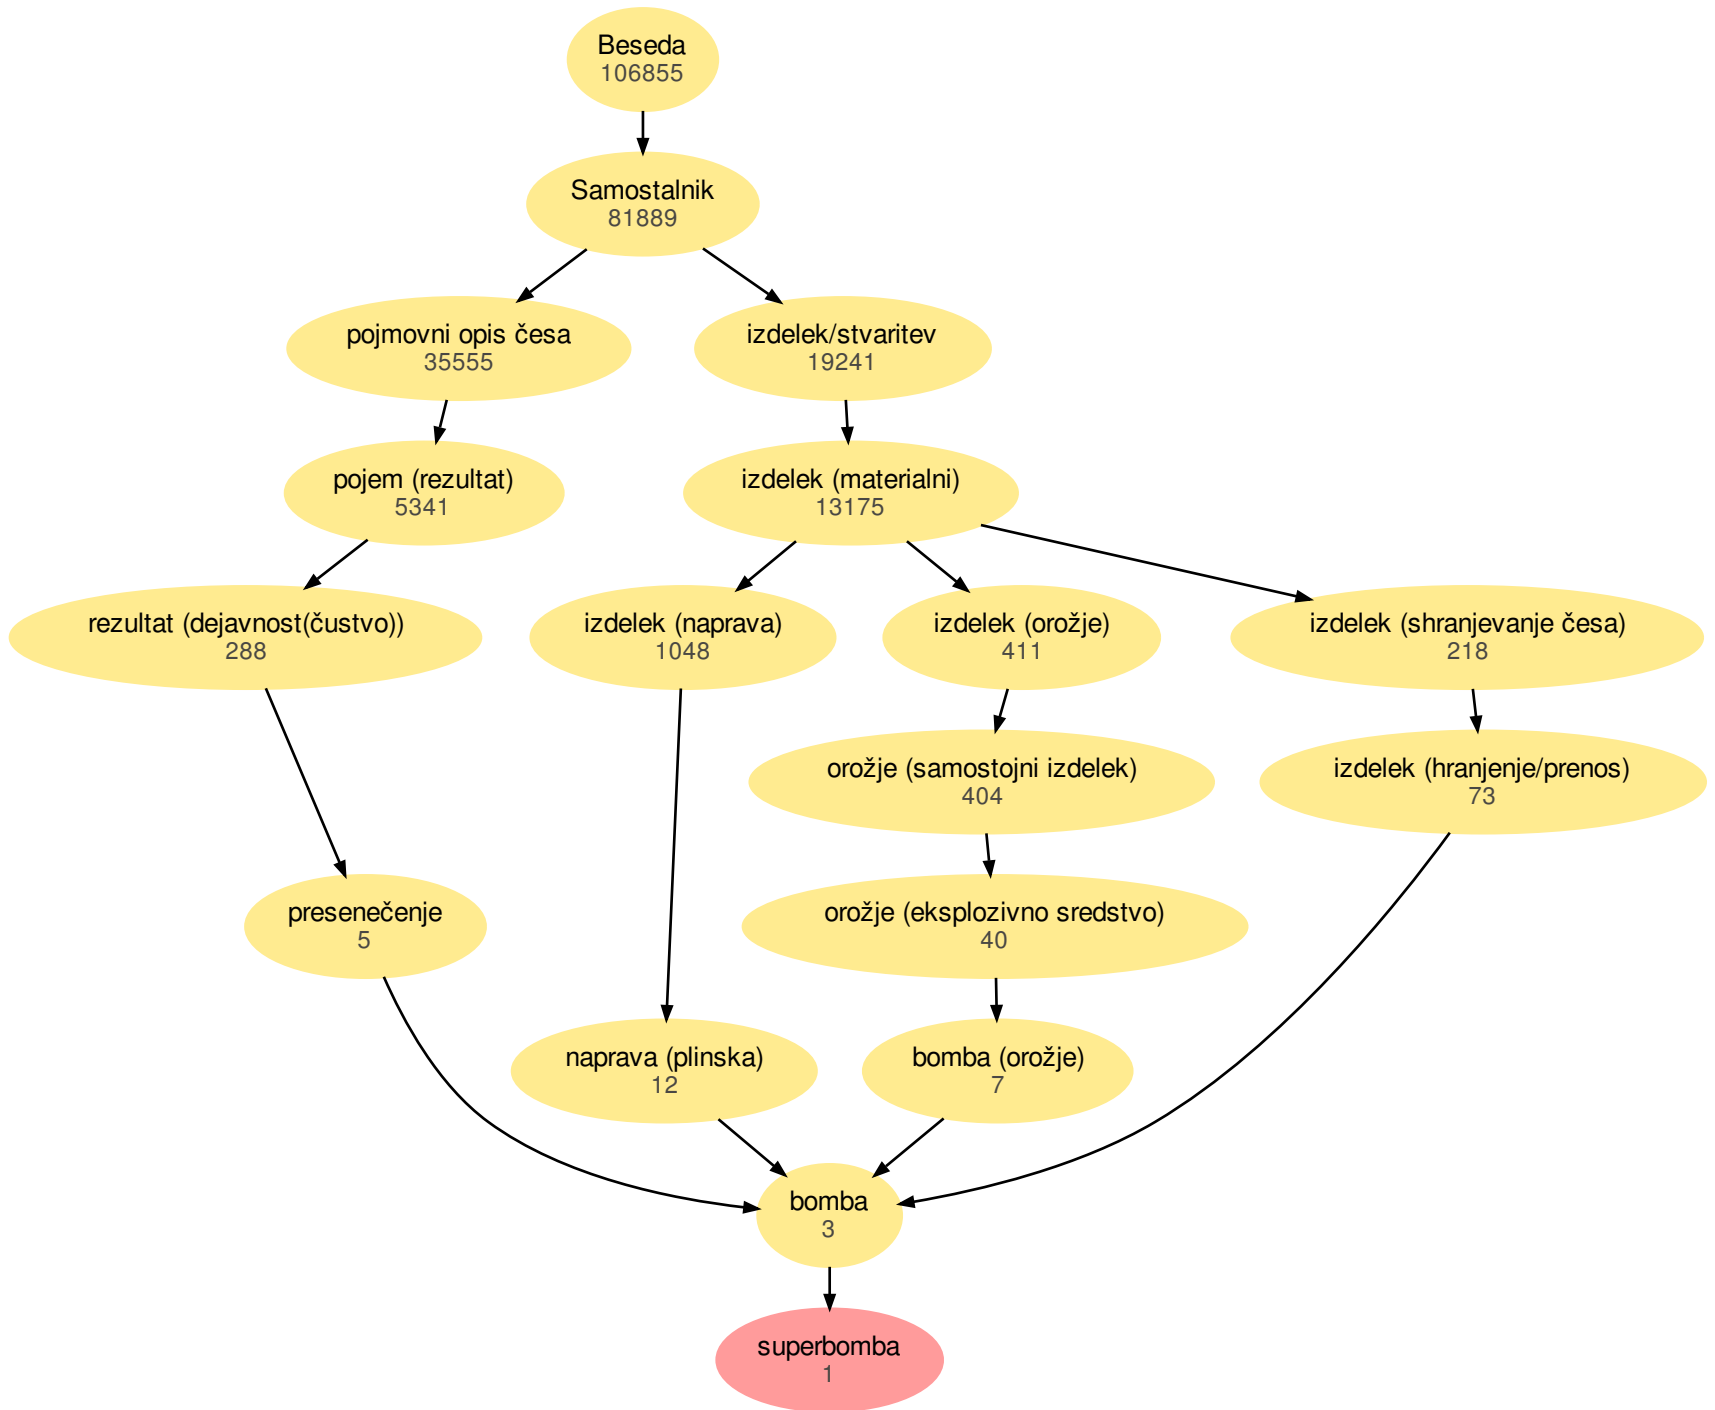 Beseda
106855
Samostalnik
81889
pojmovni opis česa
35555
izdelek/stvaritev
19241
pojem (rezultat)
5341
izdelek (materialni)
13175
rezultat (dejavnost(čustvo))
288
izdelek (naprava)
1048
izdelek (orožje)
411
izdelek (shranjevanje česa)
218
orožje (samostojni izdelek)
404
izdelek (hranjenje/prenos)
73
presenečenje
5
orožje (eksplozivno sredstvo)
40
naprava (plinska)
12
bomba (orožje)
7
bomba
3
superbomba
1